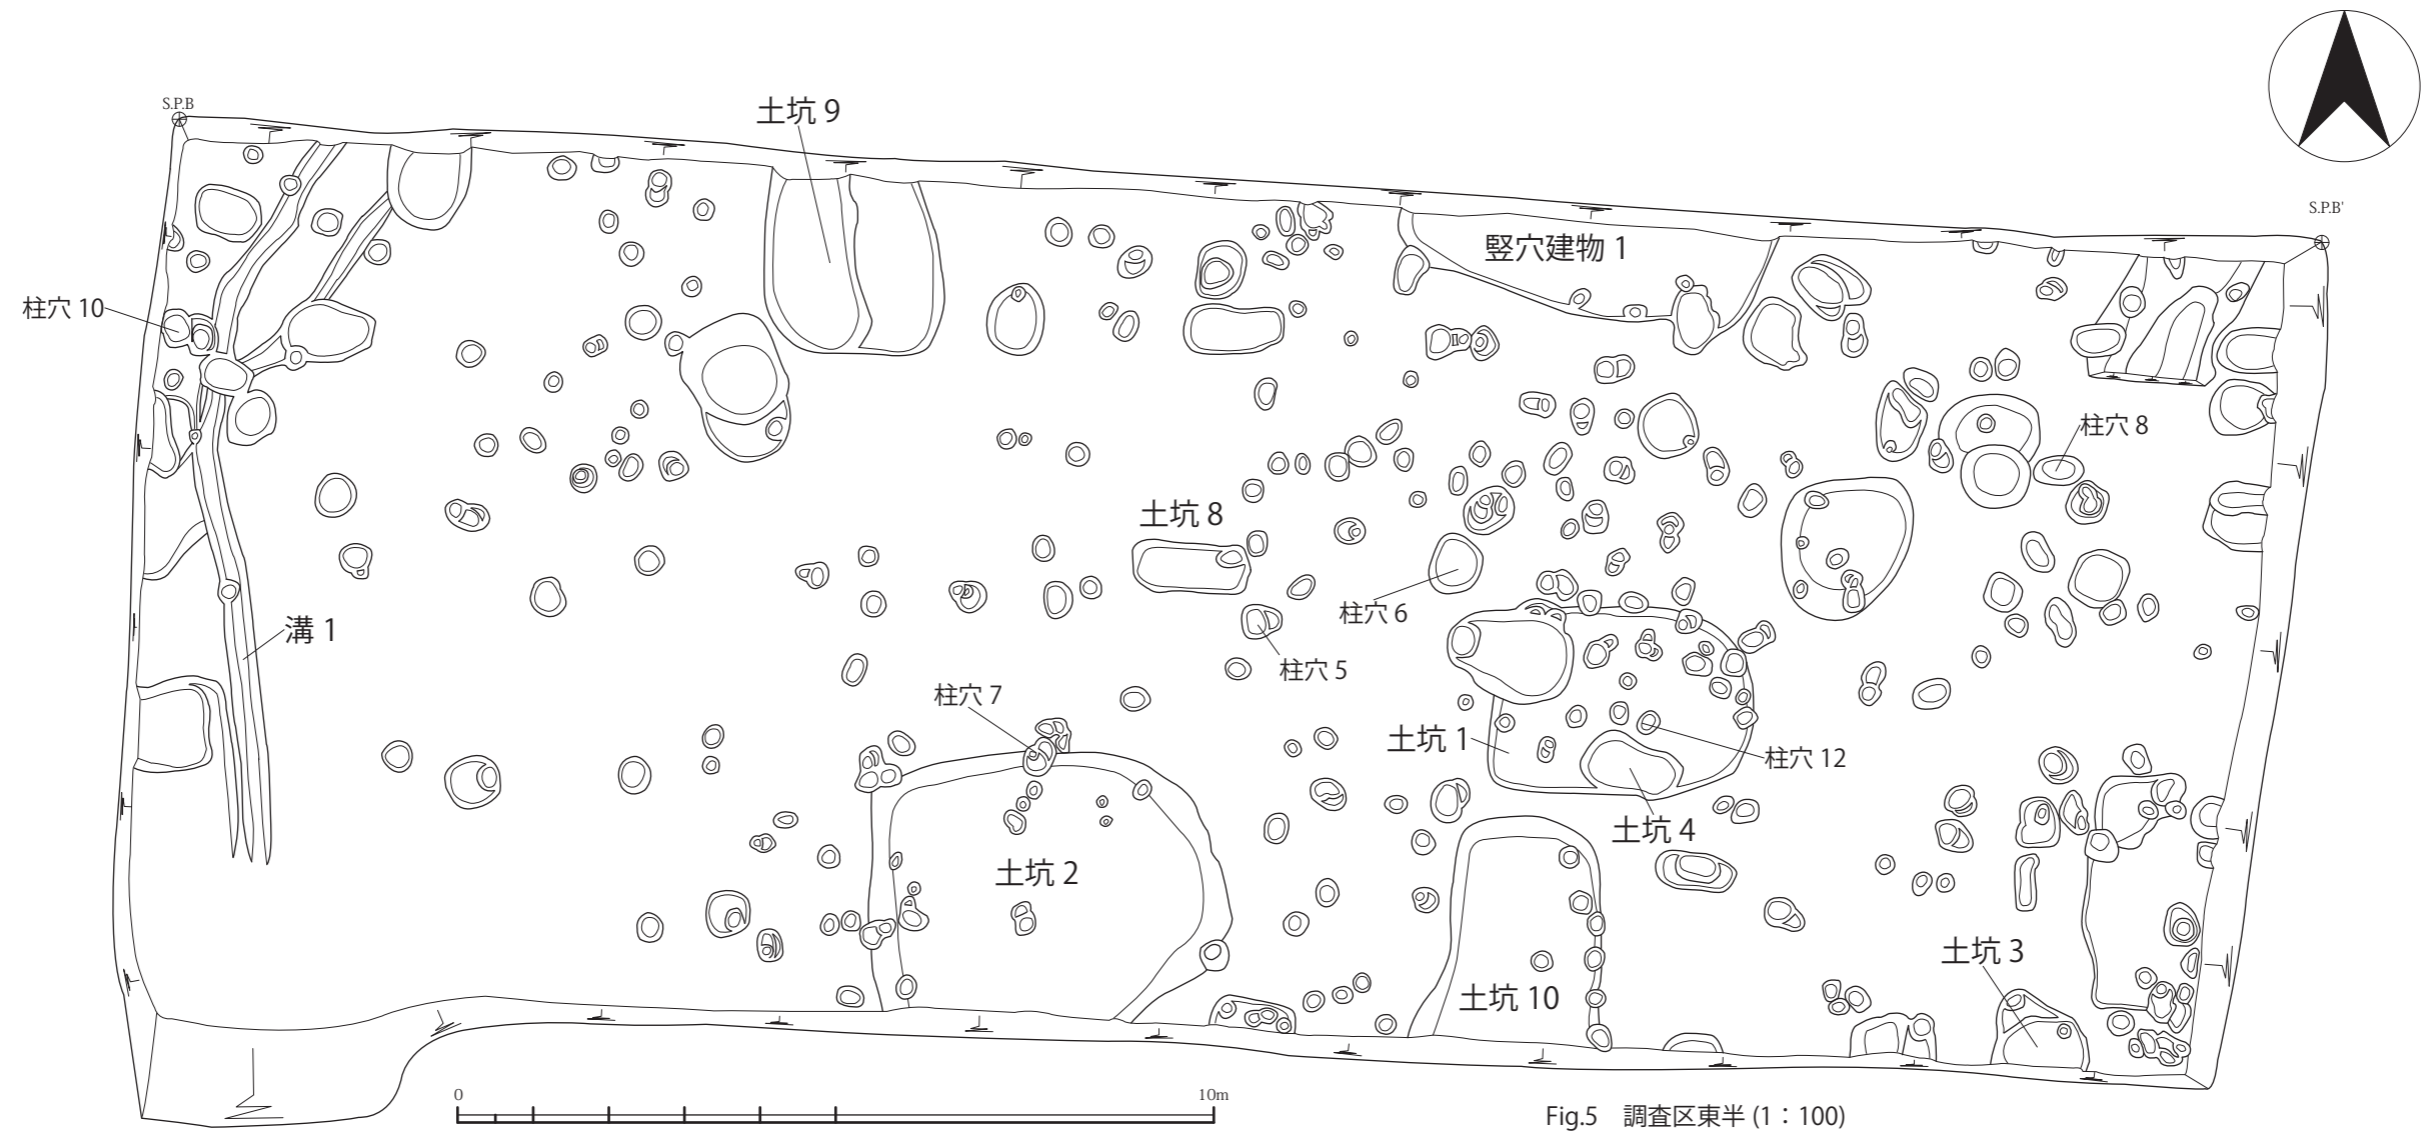 S.P.B
土坑 9
S.P.B'
竪穴建物 1
柱穴 10
柱穴 8
土坑 8
柱穴 6
溝 1
柱穴 5
柱穴 7
土坑 1
柱穴 12
土坑 4
土坑 2
土坑 3
土坑 10
0 10m
Fig.5 調査区東半 (1：100)